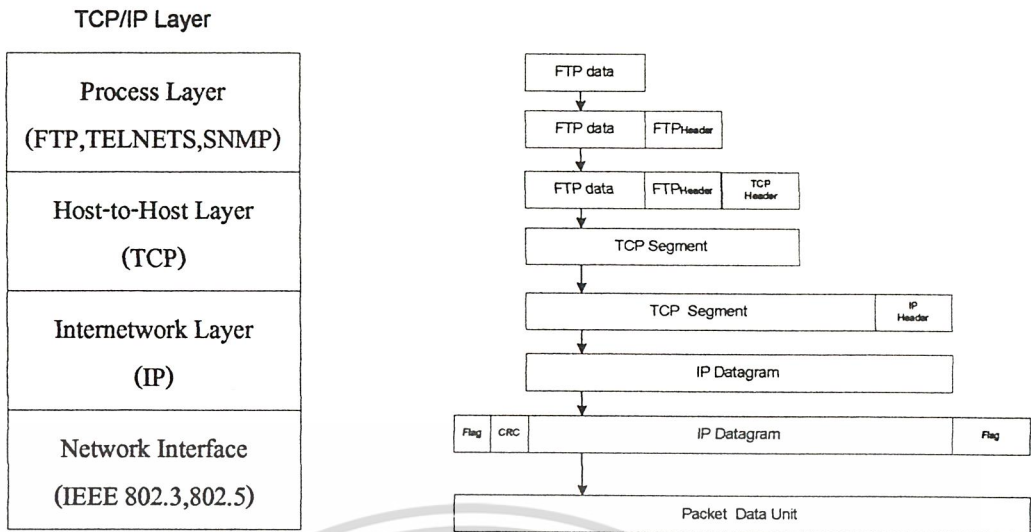 TCP/IP Layer
Process Layer
(FTP,TELNETS,SNMP)
Host-to-Host Layer
(TCP)
Internetwork Layer
(IP)
Network Interface
(IEEE 802.3,802.5)
FTP data
FTP data FTPHeader
FTP data FTPHeader TCP
Header
TCP Segment
TCP Segment IP
Header
IP Datagram
Flag CRC IP Datagram Flag
Packet Data Unit